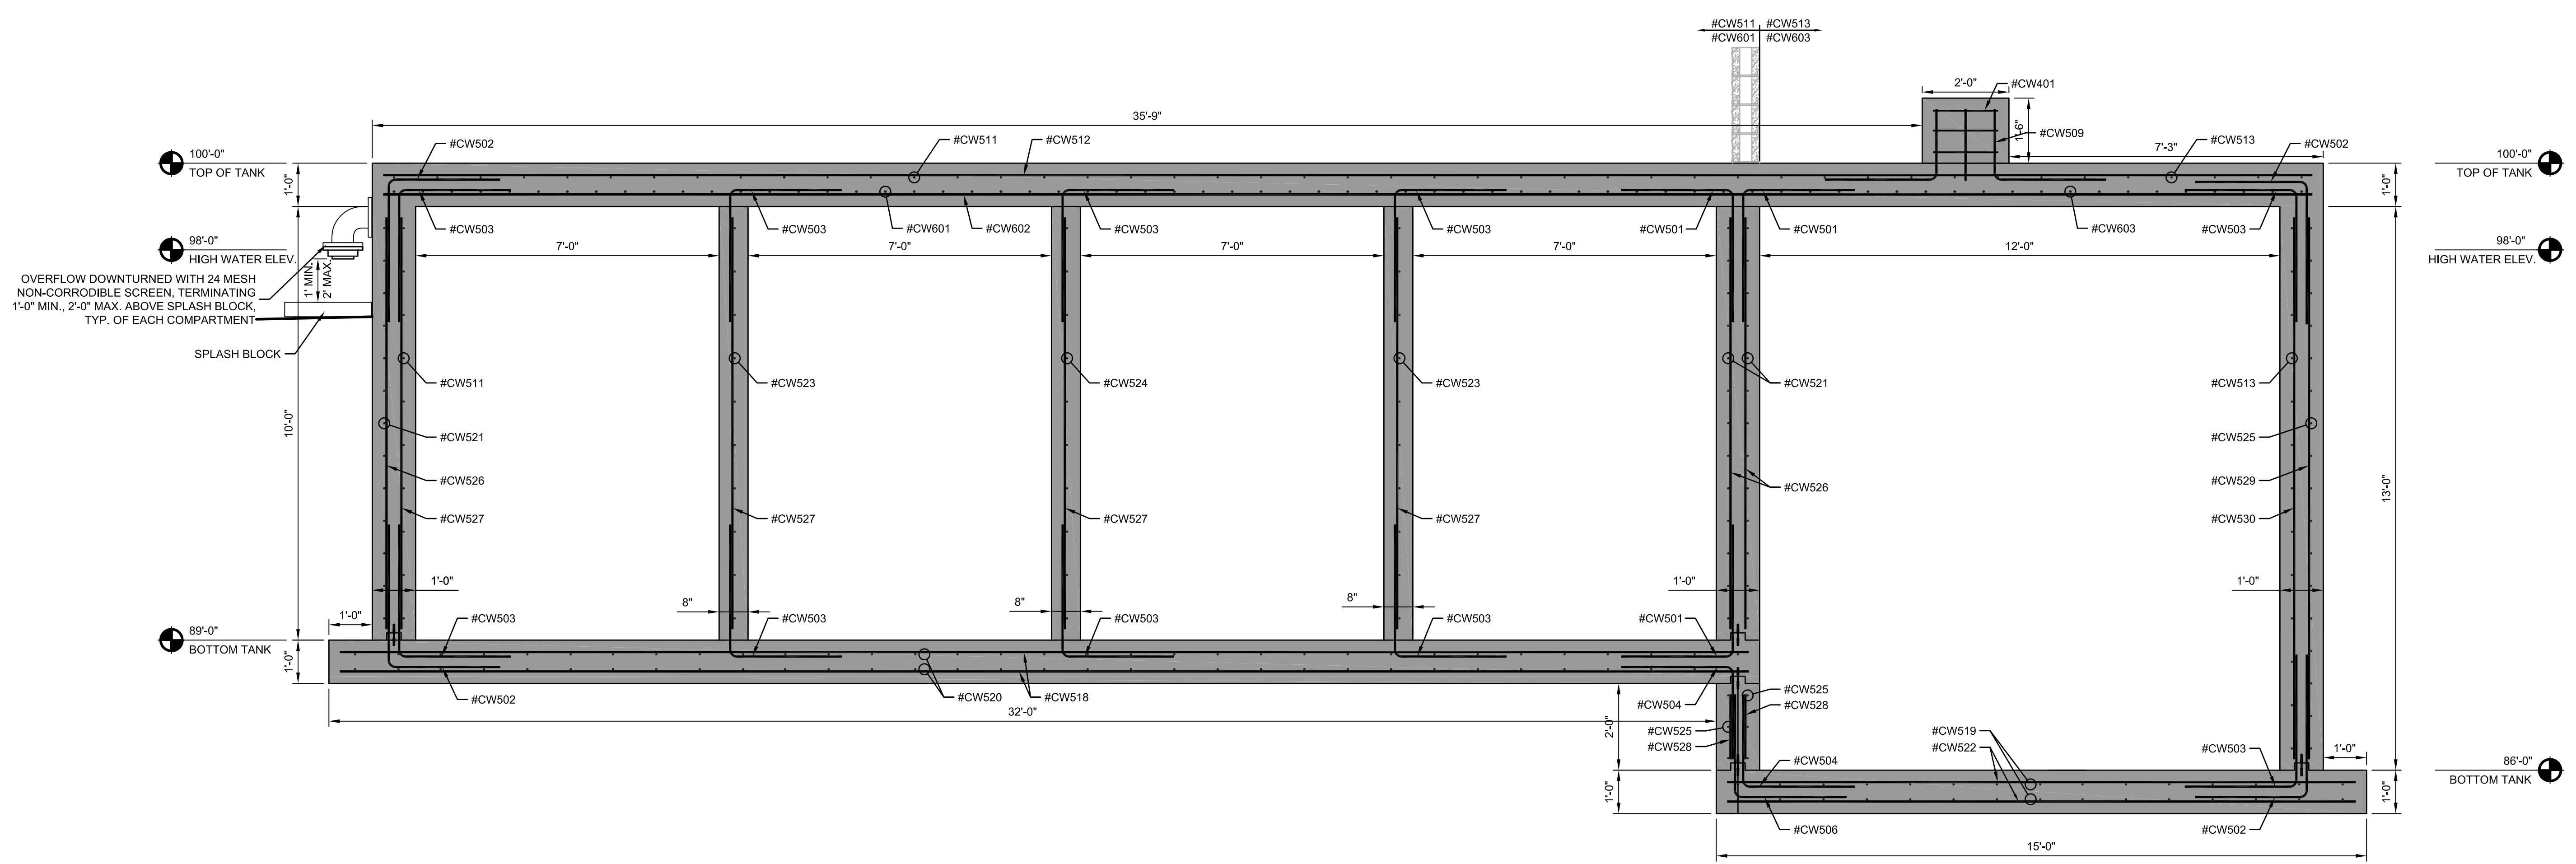 #CW511 #CW513
#CW601 #CW603
2'-0"
#CW401
35'-9"
1'-6"
#CW509
#CW502
#CW511
#CW512
#CW513
#CW502
7'-3"
100'-0"
TOP OF TANK
100'-0"
TOP OF TANK
1'-0"
1'-0"
#CW503
#CW503
#CW601
#CW602
#CW503
#CW503
#CW501
#CW501
#CW603
#CW503
98'-0"
HIGH WATER ELEV.
7'-0"
7'-0"
7'-0"
7'-0"
12'-0"
98'-0"
HIGH WATER ELEV.
OVERFLOW DOWNTURNED WITH 24 MESH
NON-CORRODIBLE SCREEN, TERMINATING
1'-0" MIN., 2'-0" MAX. ABOVE SPLASH BLOCK,
TYP. OF EACH COMPARTMENT
1' MIN.
2' MAX.
SPLASH BLOCK
#CW511
#CW523
#CW524
#CW523
#CW521
#CW513
10'-0"
#CW521
#CW525
#CW526
#CW526
#CW529
13'-0"
#CW527
#CW527
#CW527
#CW527
#CW530
1'-0"
8"
8"
8"
1'-0"
1'-0"
1'-0"
#CW503
#CW503
#CW503
#CW503
#CW501
89'-0"
BOTTOM TANK
1'-0"
#CW502
#CW520
#CW518
#CW504
#CW525
#CW528
32'-0"
2'-0"
#CW525
#CW528
#CW504
#CW519
#CW522
#CW503
1'-0"
86'-0"
BOTTOM TANK
1'-0"
1'-0"
#CW506
#CW502
15'-0"